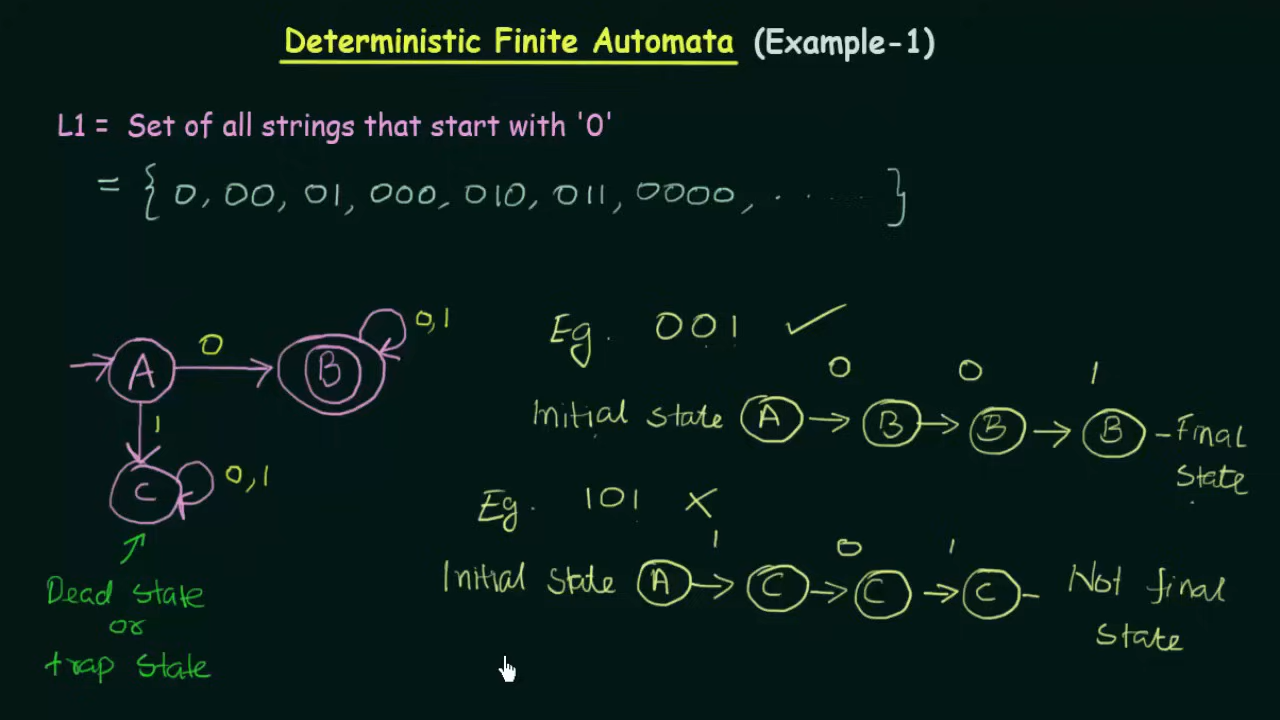 Deterministic Finite Automata (Example-1)
L1 = Set of all strings that start with '0'
= { 0, 00, 01, 000, 010, 011, 0000, ...... }
A 0 B 0,1
1
C 0,1
Dead state
or
trap state
Eg. 001 ✓
0 0 1
Initial state A → B → B → B - Final
state
Eg. 101 ✗
1 0 1
Initial state A → C → C → C - Not final
state